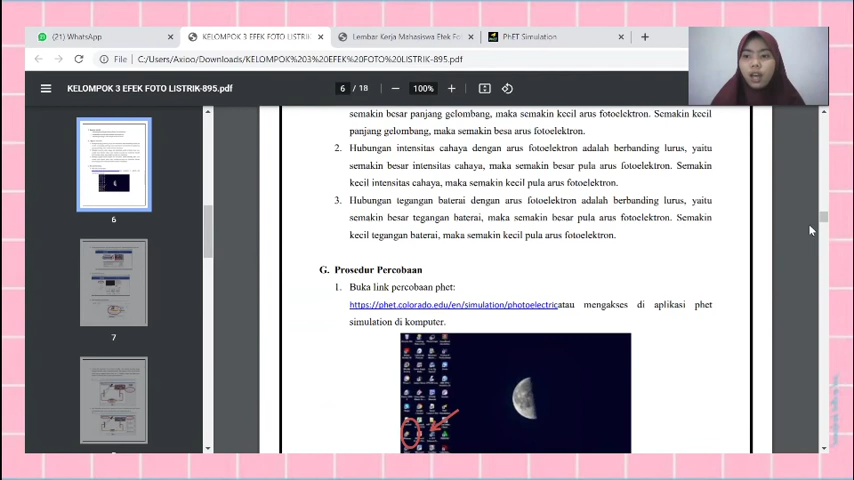 (21) WhatsApp
KELOMPOK 3 EFEK FOTO LISTRIK
Lembar Kerja Mahasiswa Efek Fot
PhET Simulation
File
C:/Users/Axioo/Downloads/KELOMPOK%203%20EFEK%20FOTO%20LISTRIK-895.pdf
KELOMPOK 3 EFEK FOTO LISTRIK-895.pdf
6 / 18
100%
semakin besar panjang gelombang, maka semakin kecil arus fotoelektron. Semakin kecil
panjang gelombang, maka semakin besa arus fotoelektron.
2. Hubungan intensitas cahaya dengan arus fotoelektron adalah berbanding lurus, yaitu
semakin besar intensitas cahaya, maka semakin besar pula arus fotoelektron. Semakin
kecil intensitas cahaya, maka semakin kecil pula arus fotoelektron.
3. Hubungan tegangan baterai dengan arus fotoelektron adalah berbanding lurus, yaitu
semakin besar tegangan baterai, maka semakin besar pula arus fotoelektron. Semakin
kecil tegangan baterai, maka semakin kecil pula arus fotoelektron.
G. Prosedur Percobaan
1. Buka link percobaan phet:
https://phet.colorado.edu/en/simulation/photoelectricatau mengakses di aplikasi phet
simulation di komputer.
6
7